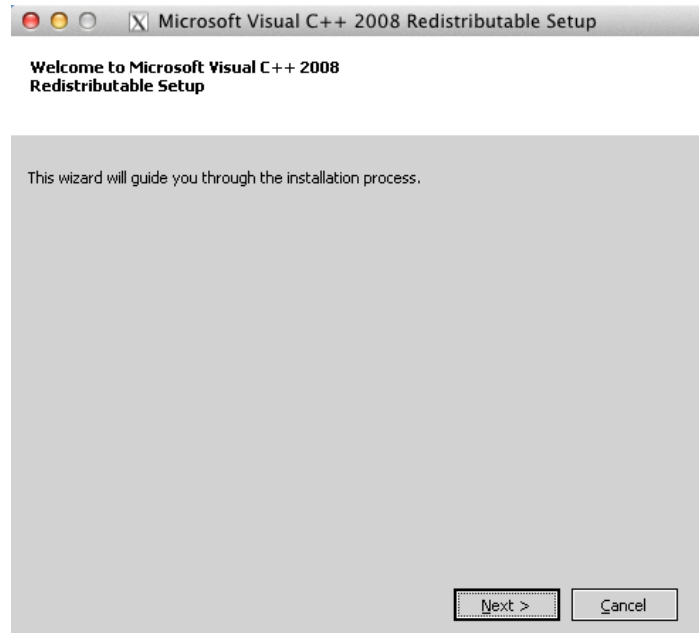 Microsoft Visual C++ 2008 Redistributable Setup
Welcome to Microsoft Visual C++ 2008
Redistributable Setup
This wizard will guide you through the installation process.
Next >
Cancel